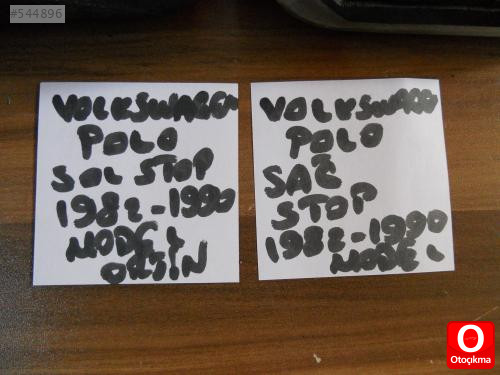 #544896
VOLKSWAGEN
POLO
SOL STOP
1982-1990
MODEL
ORJİN
VOLKSWAGEN
POLO
SAĞ
STOP
1982-1990
MODEL
O
Otoçıkma